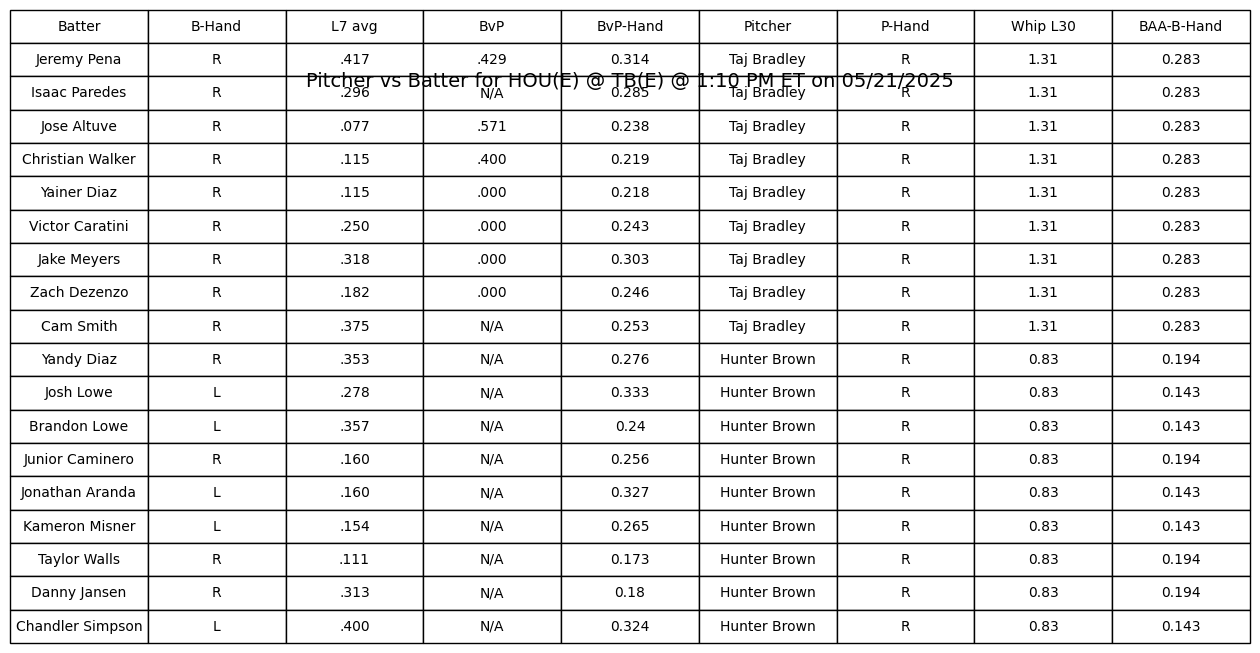 Batter B-Hand L7 avg BvP BvP-Hand Pitcher P-Hand Whip L30 BAA-B-Hand
Jeremy Pena R .417 .429 0.314 Taj Bradley R 1.31 0.283
Pitcher vs Batter for HOU(E) @ TB(E) @ 1:10 PM ET on 05/21/2025
Isaac Paredes R .296 N/A 0.285 Taj Bradley R 1.31 0.283
Jose Altuve R .077 .571 0.238 Taj Bradley R 1.31 0.283
Christian Walker R .115 .400 0.219 Taj Bradley R 1.31 0.283
Yainer Diaz R .115 .000 0.218 Taj Bradley R 1.31 0.283
Victor Caratini R .250 .000 0.243 Taj Bradley R 1.31 0.283
Jake Meyers R .318 .000 0.303 Taj Bradley R 1.31 0.283
Zach Dezenzo R .182 .000 0.246 Taj Bradley R 1.31 0.283
Cam Smith R .375 N/A 0.253 Taj Bradley R 1.31 0.283
Yandy Diaz R .353 N/A 0.276 Hunter Brown R 0.83 0.194
Josh Lowe L .278 N/A 0.333 Hunter Brown R 0.83 0.143
Brandon Lowe L .357 N/A 0.24 Hunter Brown R 0.83 0.143
Junior Caminero R .160 N/A 0.256 Hunter Brown R 0.83 0.194
Jonathan Aranda L .160 N/A 0.327 Hunter Brown R 0.83 0.143
Kameron Misner L .154 N/A 0.265 Hunter Brown R 0.83 0.143
Taylor Walls R .111 N/A 0.173 Hunter Brown R 0.83 0.194
Danny Jansen R .313 N/A 0.18 Hunter Brown R 0.83 0.194
Chandler Simpson L .400 N/A 0.324 Hunter Brown R 0.83 0.143